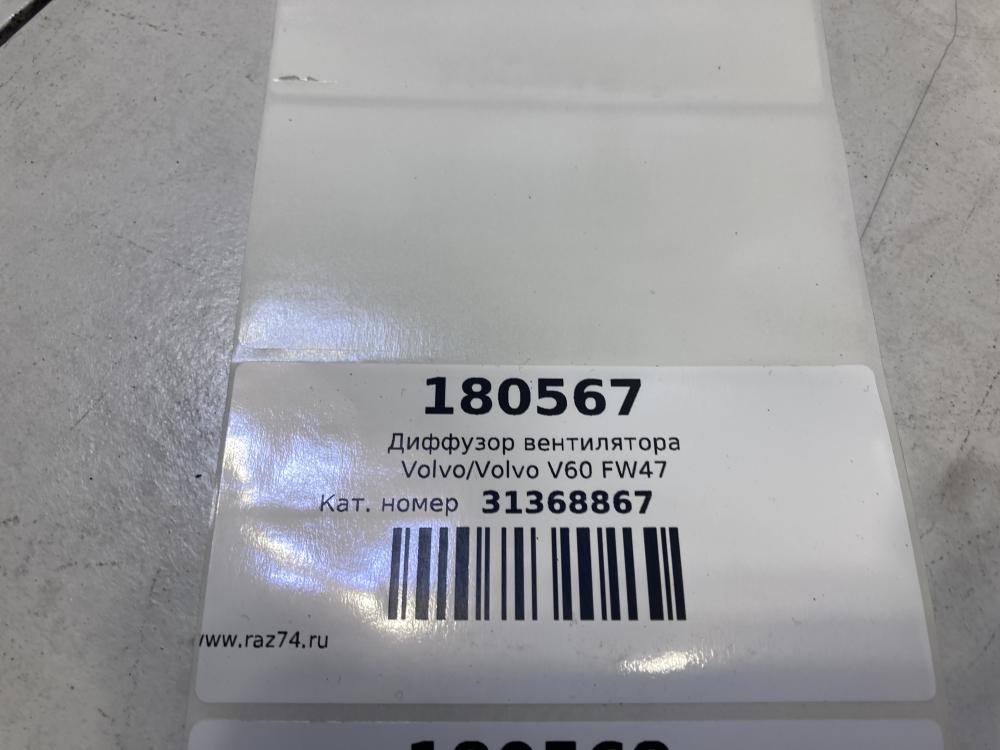 180567
Диффузор вентилятора
Volvo/Volvo V60 FW47
Кат. номер 31368867
www.raz74.ru